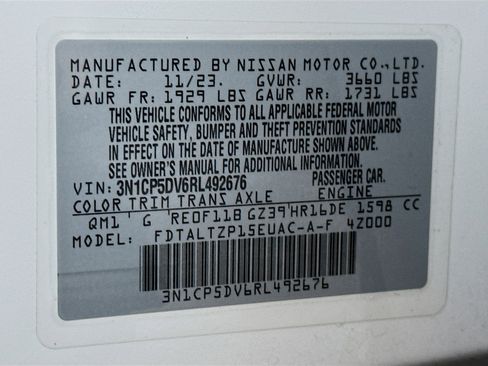 MANUFACTURED BY NISSAN MOTOR CO.,LTD.
DATE: 11/23. GVWR: 3660 LBS
GAWR FR: 1929 LBS GAWR RR: 1731 LBS
THIS VEHICLE CONFORMS TO ALL APPLICABLE FEDERAL MOTOR
VEHICLE SAFETY, BUMPER AND THEFT PREVENTION STANDARDS
IN EFFECT ON THE DATE OF MANUFACTURE SHOWN ABOVE.
SEE OWNER'S MANUAL FOR ADDITIONAL INFORMATION.
VIN: 3N1CP5DV6RL492676 PASSENGER CAR.
COLOR TRIM TRANS AXLE ENGINE
QM1 G RE0F11B GZ39 HR16DE 1598 CC
MODEL: FDTALTZP15EUAC-A-F 4Z000
3N1CP5DV6RL492676